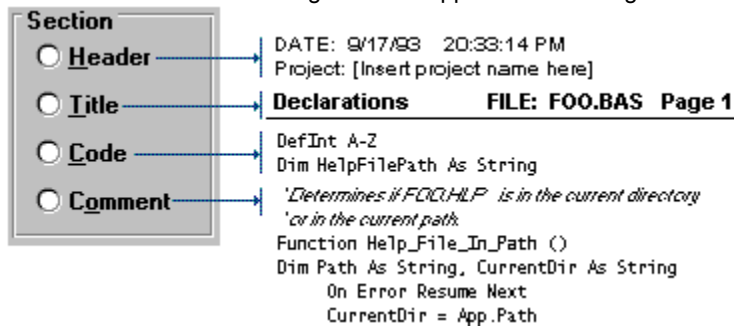 Section
Header
DATE: 9/17/93 20:33:14 PM
Project: [Insert project name here]
Title
Declarations FILE: FOO.BAS Page 1
Code
DefInt A-Z
Dim HelpFilePath As String
Comment
'Determines if FOO.HLP is in the current directory
'or in the current path.
Function Help_File_In_Path ()
Dim Path As String, CurrentDir As String
On Error Resume Next
CurrentDir = App.Path